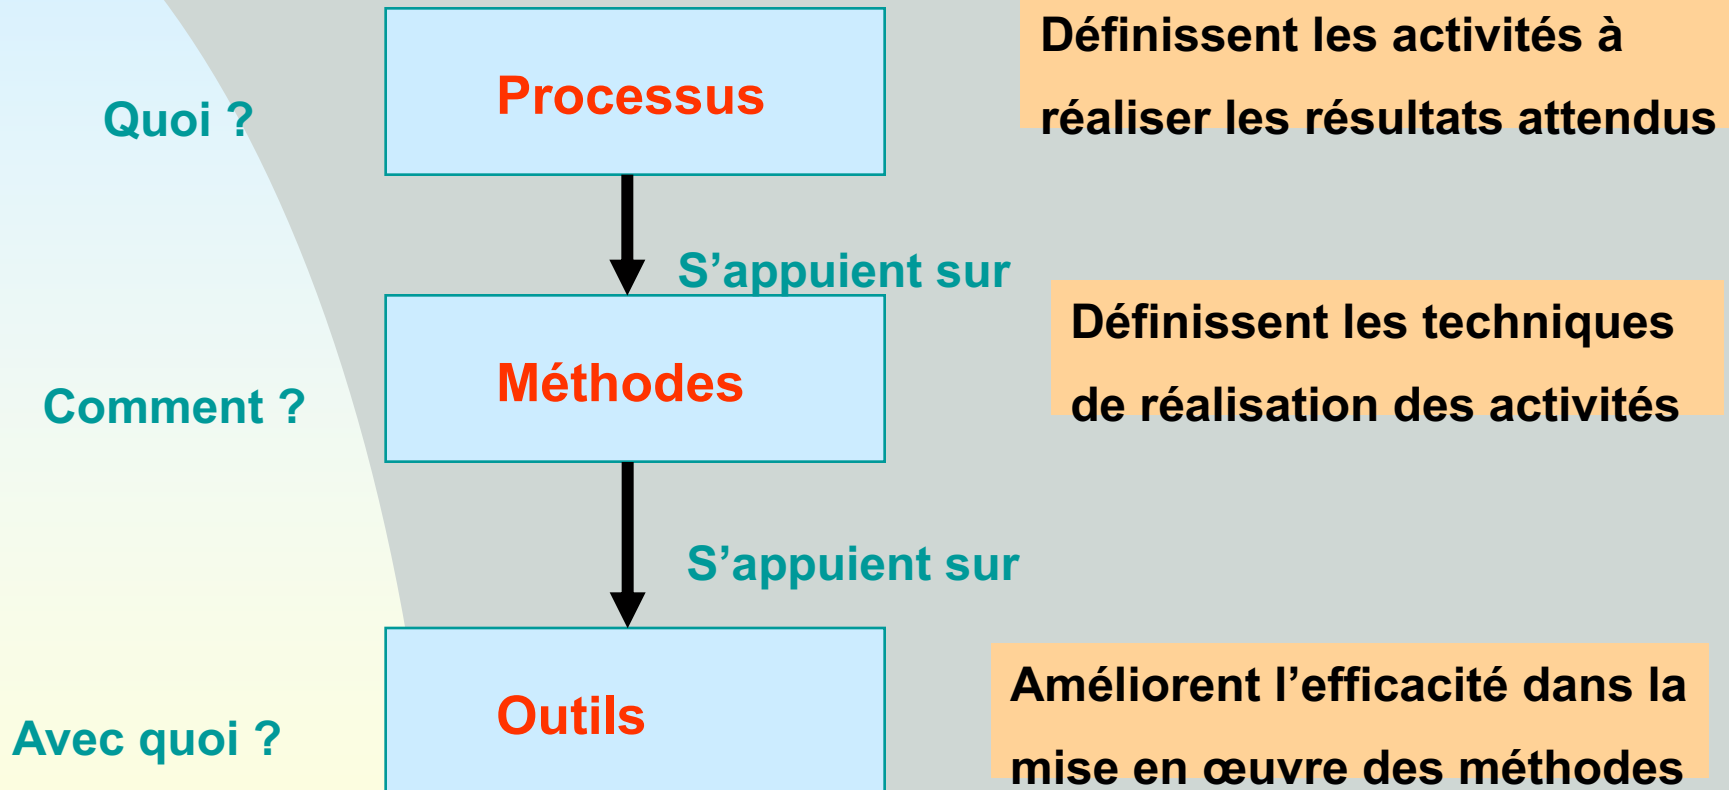 Quoi ?
Processus
Définissent les activités à
réaliser les résultats attendus
S’appuient sur
Comment ?
Méthodes
Définissent les techniques
de réalisation des activités
S’appuient sur
Avec quoi ?
Outils
Améliorent l’efficacité dans la
mise en œuvre des méthodes